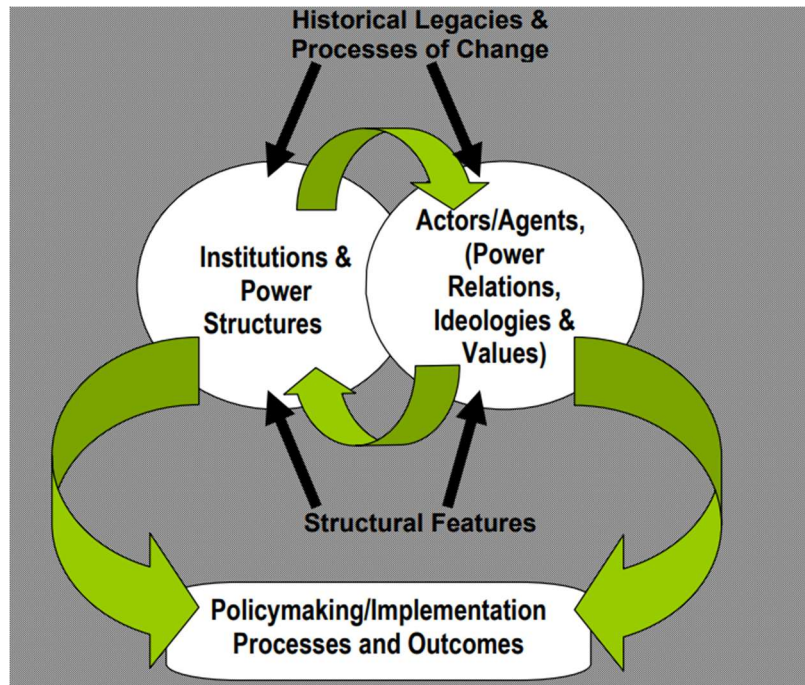 Historical Legacies &
Processes of Change
Institutions &
Power
Structures
Actors/Agents,
(Power
Relations,
Ideologies &
Values)
Structural Features
Policymaking/Implementation
Processes and Outcomes